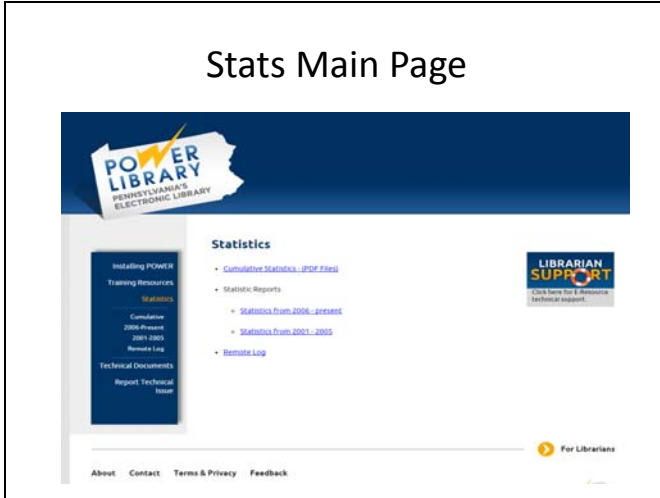 Stats Main Page
POWER
LIBRARY
PENNSYLVANIA'S
ELECTRONIC LIBRARY
Installing POWER
Training Resources
Statistics
Cumulative
2006-Present
2001-2005
Remote Log
Technical Documents
Report Technical
Issue
Statistics
Cumulative Statistics - (PDF Files)
Statistic Reports
Statistics from 2006 - present
Statistics from 2001 - 2005
Remote Log
LIBRARIAN
SUPPORT
Click here for E-Resource
technical support.
For Librarians
About Contact Terms & Privacy Feedback